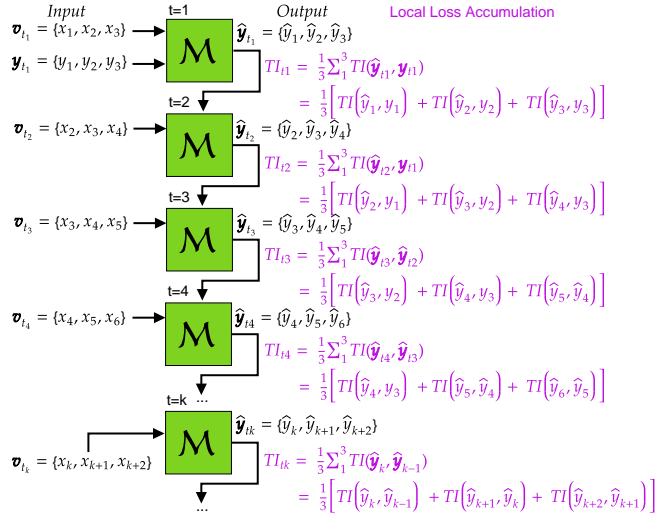 Input Output Local Loss Accumulation
t=1
𝒗_{t_1} = {x_1, x_2, x_3} ŷ_{t_1} = {ŷ_1, ŷ_2, ŷ_3}
𝒚_{t_1} = {y_1, y_2, y_3} ℳ TI_{t1} = 1/3 ∑_1^3 TI(ŷ_{t1}, y_{t1})
= 1/3 [TI(ŷ_1, y_1) + TI(ŷ_2, y_2) + TI(ŷ_3, y_3)]
t=2
𝒗_{t_2} = {x_2, x_3, x_4} ℳ ŷ_{t_2} = {ŷ_2, ŷ_3, ŷ_4}
TI_{t2} = 1/3 ∑_1^3 TI(ŷ_{t2}, y_{t1})
= 1/3 [TI(ŷ_2, y_1) + TI(ŷ_3, y_2) + TI(ŷ_4, y_3)]
t=3
𝒗_{t_3} = {x_3, x_4, x_5} ℳ ŷ_{t_3} = {ŷ_3, ŷ_4, ŷ_5}
TI_{t3} = 1/3 ∑_1^3 TI(ŷ_{t3}, ŷ_{t2})
= 1/3 [TI(ŷ_3, y_2) + TI(ŷ_4, y_3) + TI(ŷ_5, ŷ_4)]
t=4
𝒗_{t_4} = {x_4, x_5, x_6} ℳ ŷ_{t4} = {ŷ_4, ŷ_5, ŷ_6}
TI_{t4} = 1/3 ∑_1^3 TI(ŷ_{t4}, ŷ_{t3})
= 1/3 [TI(ŷ_4, y_3) + TI(ŷ_5, ŷ_4) + TI(ŷ_6, ŷ_5)]
...
t=k
ℳ ŷ_{tk} = {ŷ_k, ŷ_{k+1}, ŷ_{k+2}}
𝒗_{t_k} = {x_k, x_{k+1}, x_{k+2}} TI_{tk} = 1/3 ∑_1^3 TI(ŷ_k, ŷ_{k-1})
= 1/3 [TI(ŷ_k, ŷ_{k-1}) + TI(ŷ_{k+1}, ŷ_k) + TI(ŷ_{k+2}, ŷ_{k+1})]
...